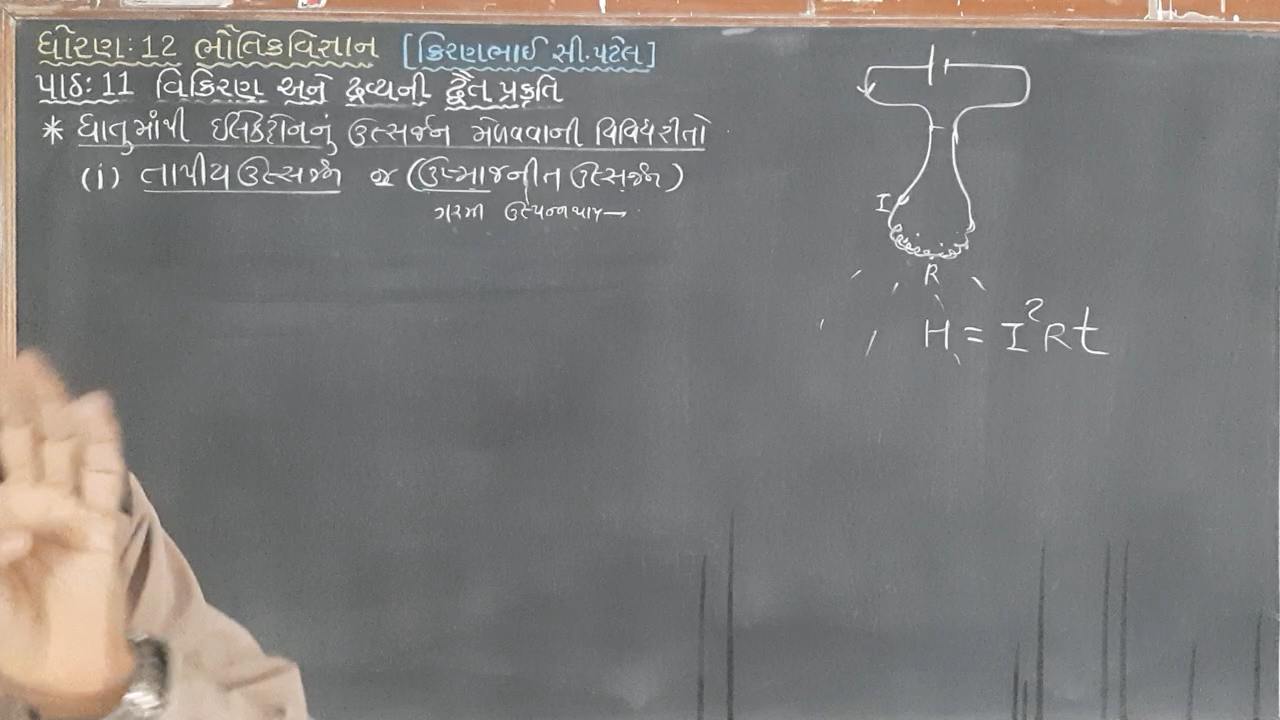 ધોરણ: 12 ભૌતિકવિજ્ઞાન [કિરણભાઈ સી. પટેલ]
પાઠ: 11 વિકિરણ અને દ્રવ્યની દ્વૈત પ્રકૃતિ
* ધાતુમાંથી ઈલેક્ટ્રોનનું ઉત્સર્જન મેળવવાની વિવિધ રીતો
(i) તાપીય ઉત્સર્જન (ઉષ્માજનીત ઉત્સર્જન)
ગરમી ઉત્પન્ન થાય →
I
R
H = I²Rt